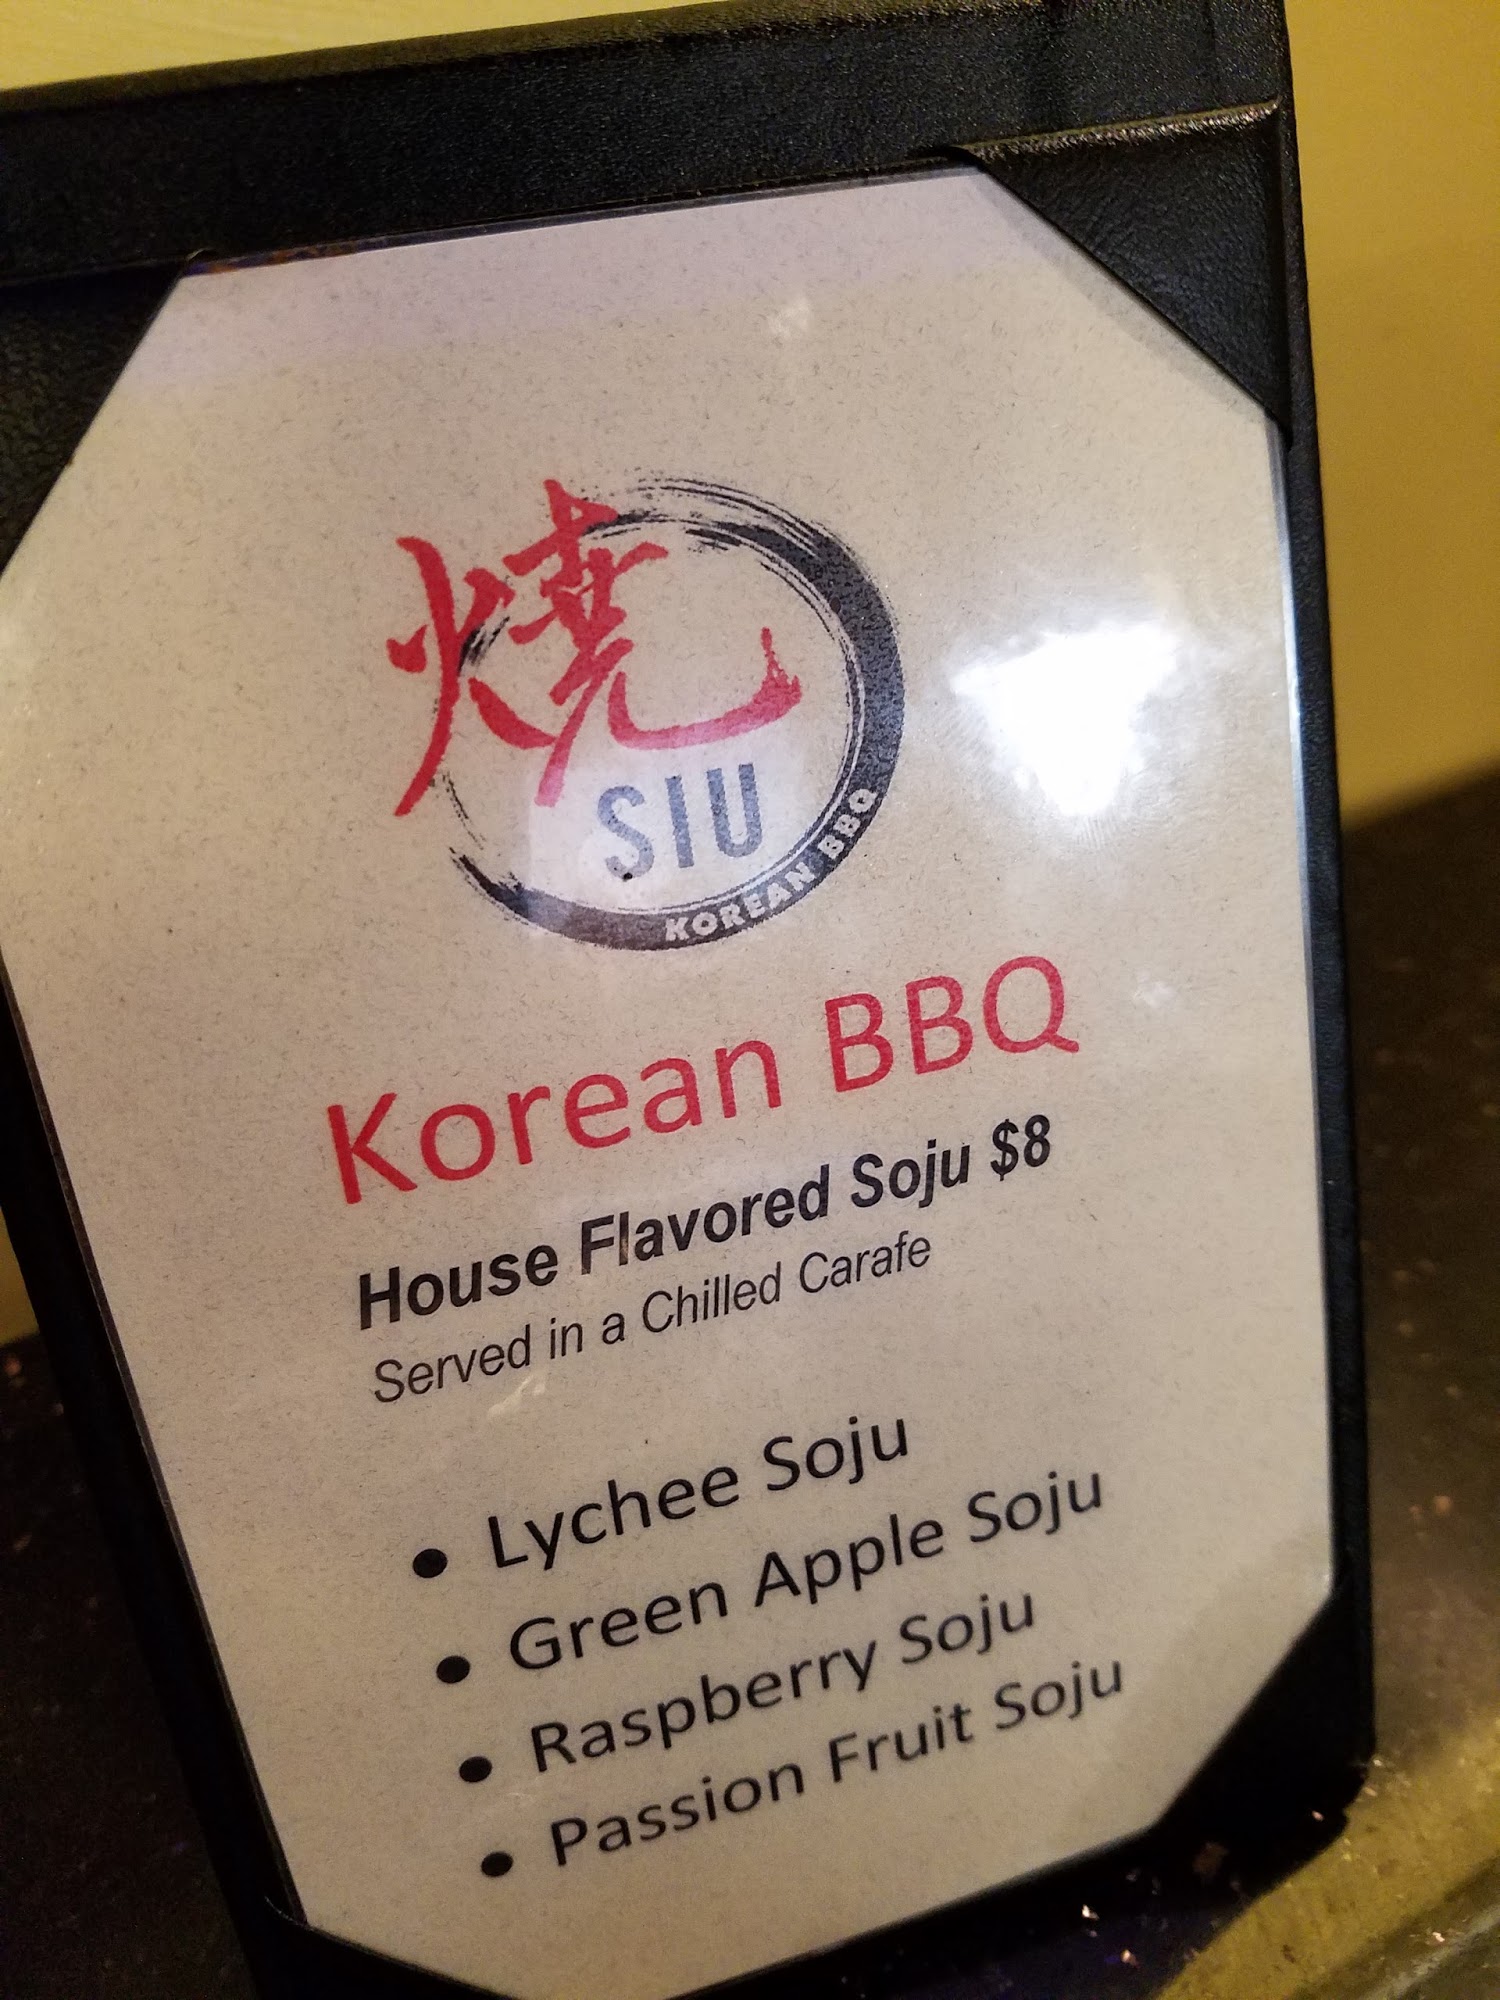 燒
SIU
KOREAN BBQ
Korean BBQ
House Flavored Soju $8
Served in a Chilled Carafe
• Lychee Soju
• Green Apple Soju
• Raspberry Soju
• Passion Fruit Soju